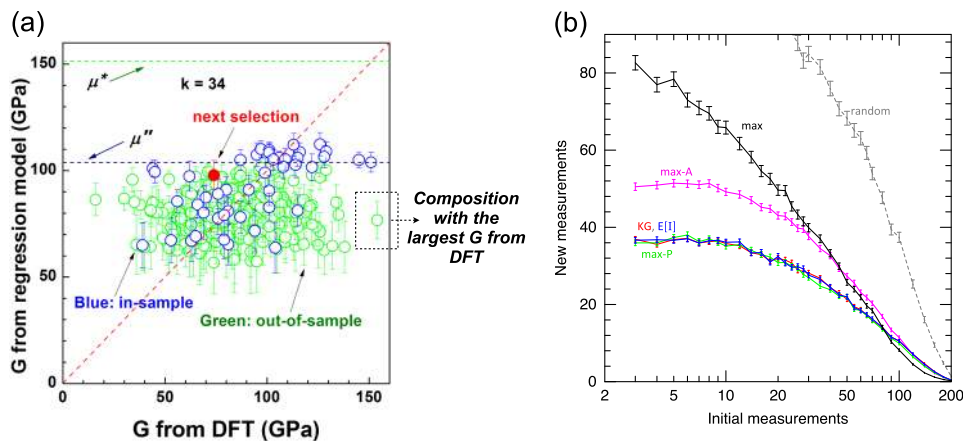 (a)
G from regression model (GPa)
150
100
50
0
0
50
100
150
G from DFT (GPa)
μ*
k = 34
next selection
μ″
Composition
with the
largest G from
DFT
Blue: in-sample
Green: out-of-sample
(b)
New measurements
80
60
40
20
0
2
10
20
100
200
Initial measurements
random
max
max-A
KG, E[I]
max-P